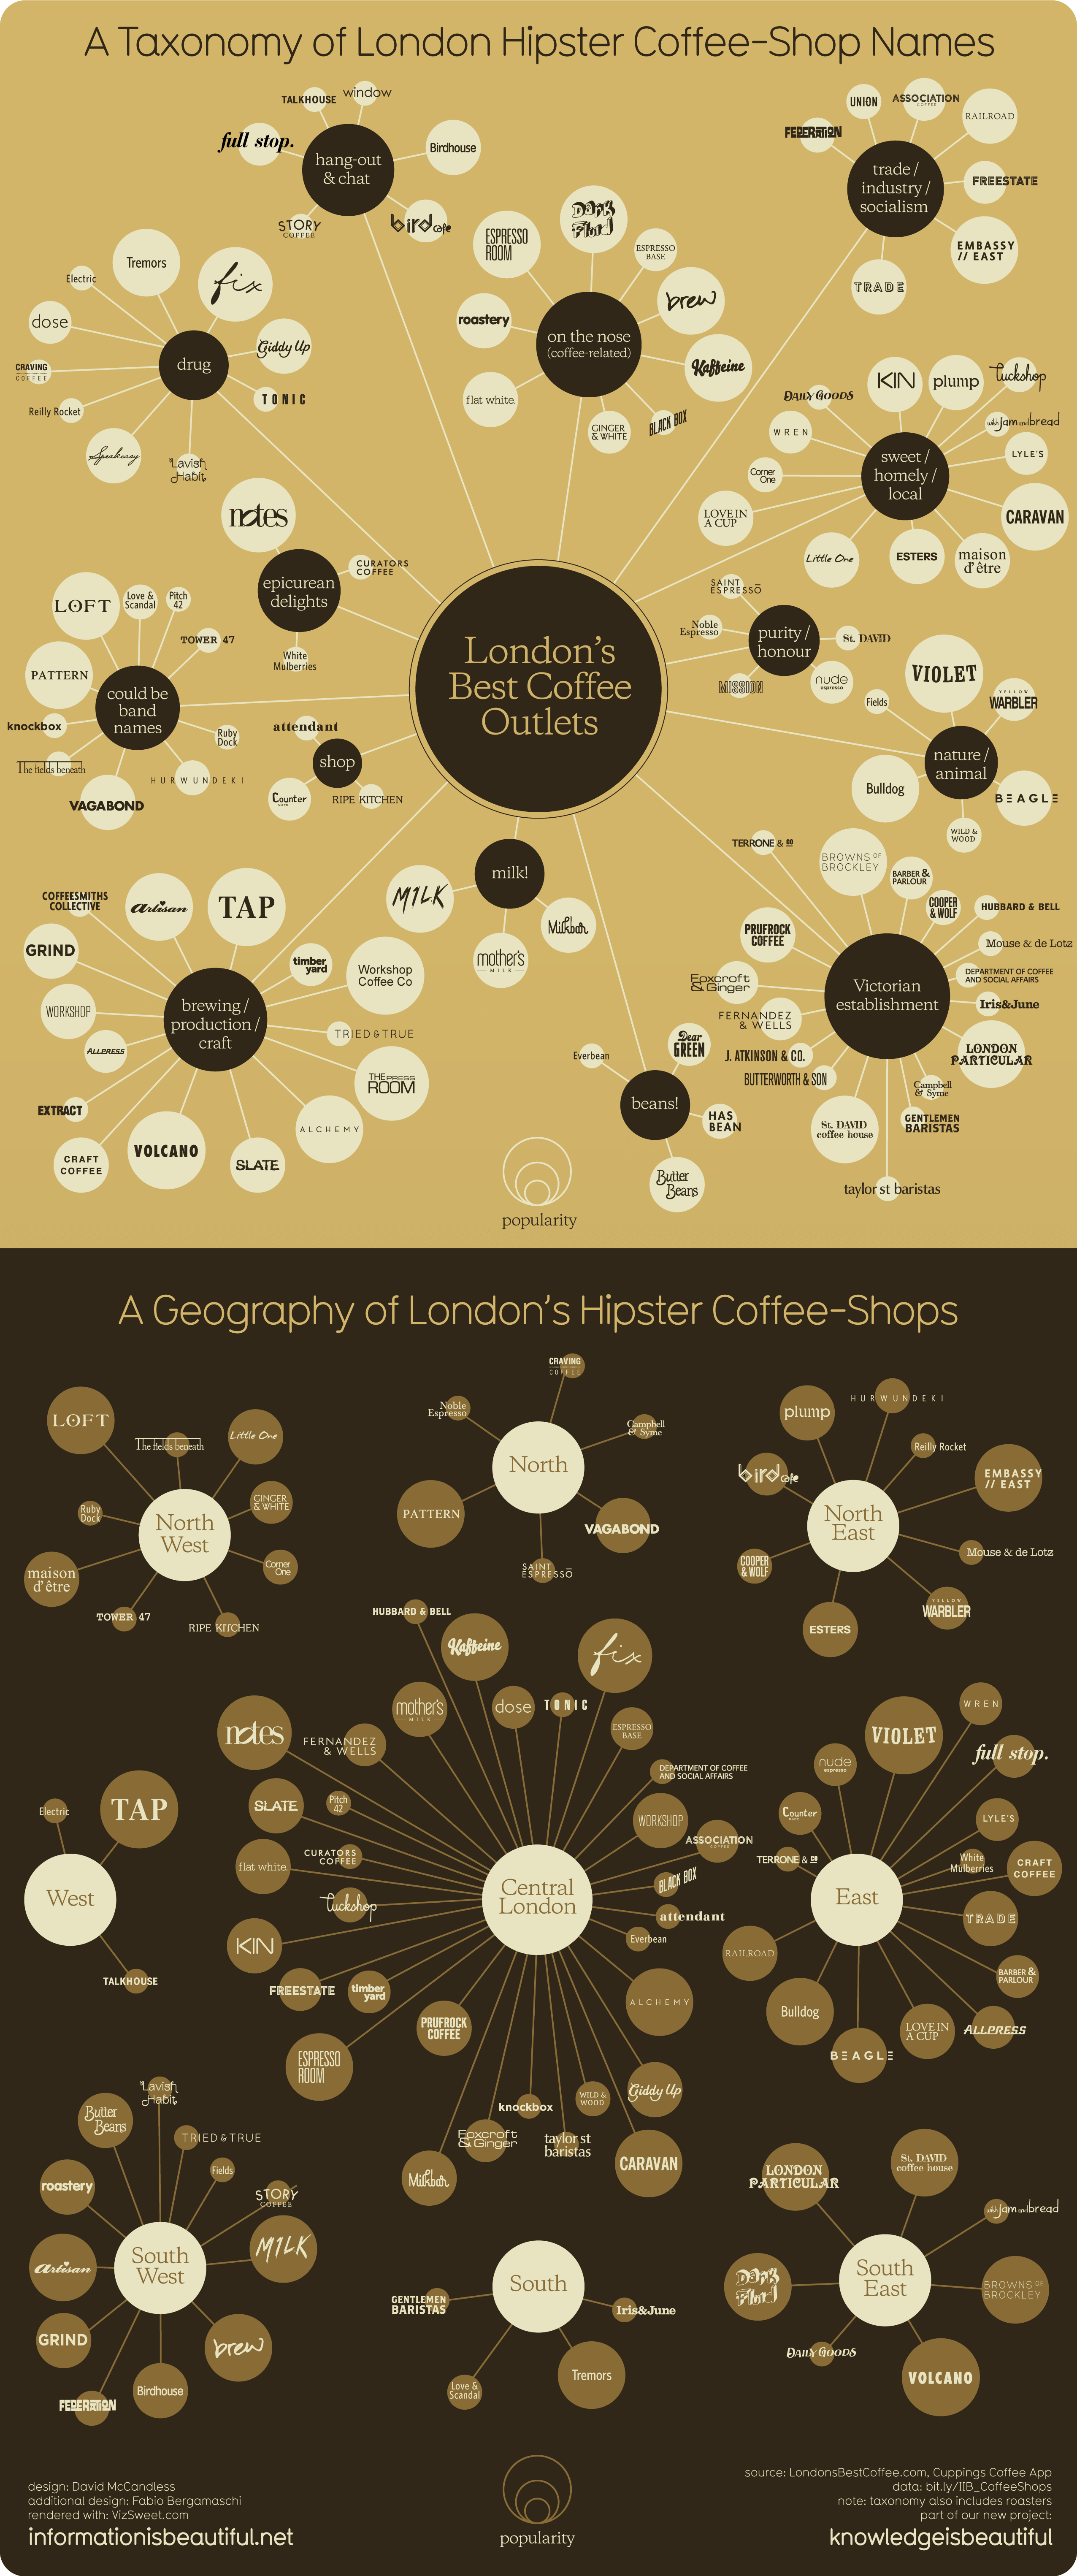 A Taxonomy of London Hipster Coffee-Shop Names
TALKHOUSE
window
full stop.
hang-out
& chat
Birdhouse
STORY
COFFEE
bird cafe
UNION
ASSOCIATION
COFFEE
RAILROAD
FEDERATION
trade /
industry /
socialism
FREESTATE
EMBASSY
// EAST
TRADE
ESPRESSO
ROOM
Dark
Fluid
ESPRESSO
BASE
brew
roastery
on the nose
(coffee-related)
Kaffeine
flat white.
GINGER
& WHITE
BLACK BOX
Tremors
fix
Electric
dose
Giddy Up
drug
CRAVING
COFFEE
TONIC
Reilly Rocket
Speakeasy
Lavish
Habit
DAILY GOODS
KIN
plump
Tuckshop
WREN
with Jam and bread
sweet /
homely /
local
LYLE'S
Corner
One
LOVE IN
A CUP
CARAVAN
Little One
ESTERS
maison
d'être
notes
epicurean
delights
CURATORS
COFFEE
White
Mulberries
LOFT
Love &
Scandal
Pitch
42
TOWER 47
PATTERN
could be
band
names
knockbox
Ruby
Dock
The fields beneath
HURWUNDEKI
VAGABOND
London's
Best Coffee
Outlets
SAINT
ESPRESSO
Noble
Espresso
purity /
honour
St. DAVID
MISSION
nude
espresso
Fields
VIOLET
YELLOW
WARBLER
nature /
animal
Bulldog
BEAGLE
WILD &
WOOD
attendant
shop
Counter
cafe
RIPE KITCHEN
milk!
M1LK
Milkbar
mother's
MILK
COFFEESMITHS
COLLECTIVE
artisan
TAP
GRIND
timber
yard
Workshop
Coffee Co
WORKSHOP
brewing /
production /
craft
TRIED & TRUE
ALLPRESS
THE PRESS
ROOM
EXTRACT
ALCHEMY
CRAFT
COFFEE
VOLCANO
SLATE
TERRONE & CO
BROWNS OF
BROCKLEY
BARBER &
PARLOUR
COOPER
& WOLF
HUBBARD & BELL
PRUFROCK
COFFEE
Mouse & de Lotz
Foxcroft
& Ginger
Victorian
establishment
DEPARTMENT OF COFFEE
AND SOCIAL AFFAIRS
Iris&June
FERNANDEZ
& WELLS
J. ATKINSON & CO.
LONDON
PARTICULAR
BUTTERWORTH & SON
Campbell
& Syme
St. DAVID
coffee house
GENTLEMEN
BARISTAS
taylor st baristas
Everbean
Dear
GREEN
beans!
HAS
BEAN
Butter
Beans
popularity
A Geography of London's Hipster Coffee-Shops
LOFT
The fields beneath
Little One
Ruby
Dock
North
West
GINGER
& WHITE
Corner
One
maison
d'être
TOWER 47
RIPE KITCHEN
CRAVING
COFFEE
Noble
Espresso
Campbell
& Syme
North
PATTERN
VAGABOND
SAINT
ESPRESSO
plump
HURWUNDEKI
Reilly Rocket
bird cafe
EMBASSY
// EAST
North
East
COOPER
& WOLF
Mouse & de Lotz
YELLOW
WARBLER
ESTERS
HUBBARD & BELL
Kaffeine
fix
mother's
MILK
dose
TONIC
ESPRESSO
BASE
notes
FERNANDEZ
& WELLS
DEPARTMENT OF COFFEE
AND SOCIAL AFFAIRS
SLATE
Pitch
42
WORKSHOP
ASSOCIATION
COFFEE
flat white.
CURATORS
COFFEE
BLACK BOX
Tuckshop
Central
London
attendant
KIN
Everbean
FREESTATE
timber
yard
ALCHEMY
PRUFROCK
COFFEE
ESPRESSO
ROOM
knockbox
WILD &
WOOD
Giddy Up
Foxcroft
& Ginger
taylor st
baristas
Milkbar
CARAVAN
Electric
TAP
West
TALKHOUSE
WREN
VIOLET
full stop.
nude
espresso
Counter
cafe
LYLE'S
TERRONE & CO
White
Mulberries
CRAFT
COFFEE
East
TRADE
RAILROAD
BARBER &
PARLOUR
Bulldog
LOVE IN
A CUP
ALLPRESS
BEAGLE
Lavish
Habit
Butter
Beans
TRIED & TRUE
roastery
Fields
STORY
COFFEE
South
West
artisan
M1LK
GRIND
brew
FEDERATION
Birdhouse
South
GENTLEMEN
BARISTAS
Iris&June
Love &
Scandal
Tremors
LONDON
PARTICULAR
St. DAVID
coffee house
with Jam and bread
Dark
Fluid
South
East
BROWNS OF
BROCKLEY
DAILY GOODS
VOLCANO
design: David McCandless
additional design: Fabio Bergamaschi
rendered with: VizSweet.com
informationisbeautiful.net
popularity
source: LondonsBestCoffee.com, Cuppings Coffee App
data: bit.ly/IIB_CoffeeShops
note: taxonomy also includes roasters
part of our new project:
knowledgeisbeautiful